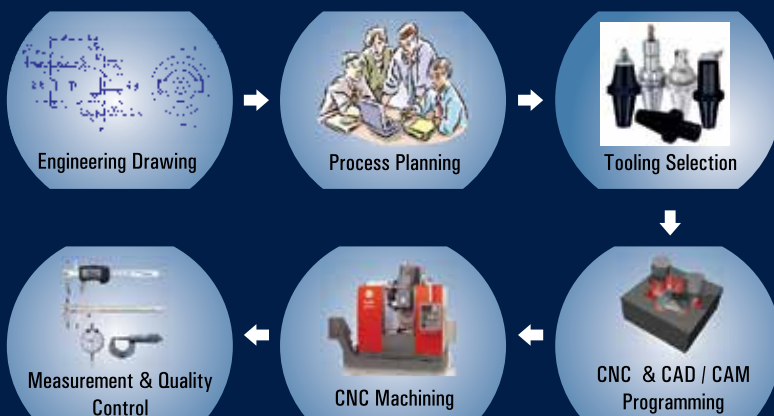 Engineering Drawing
Process Planning
Tooling Selection
CNC & CAD / CAM
Programming
CNC Machining
Measurement & Quality
Control